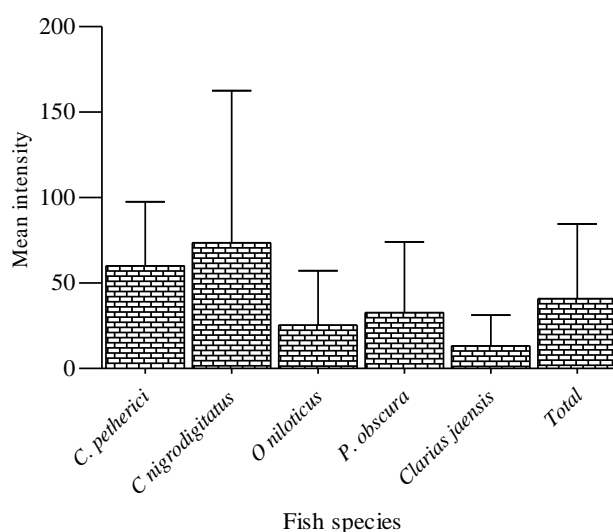 200
150
100
50
0
Mean intensity
C. petherici
C nigrodigitatus
O niloticus
P. obscura
Clarias jaensis
Total
Fish species